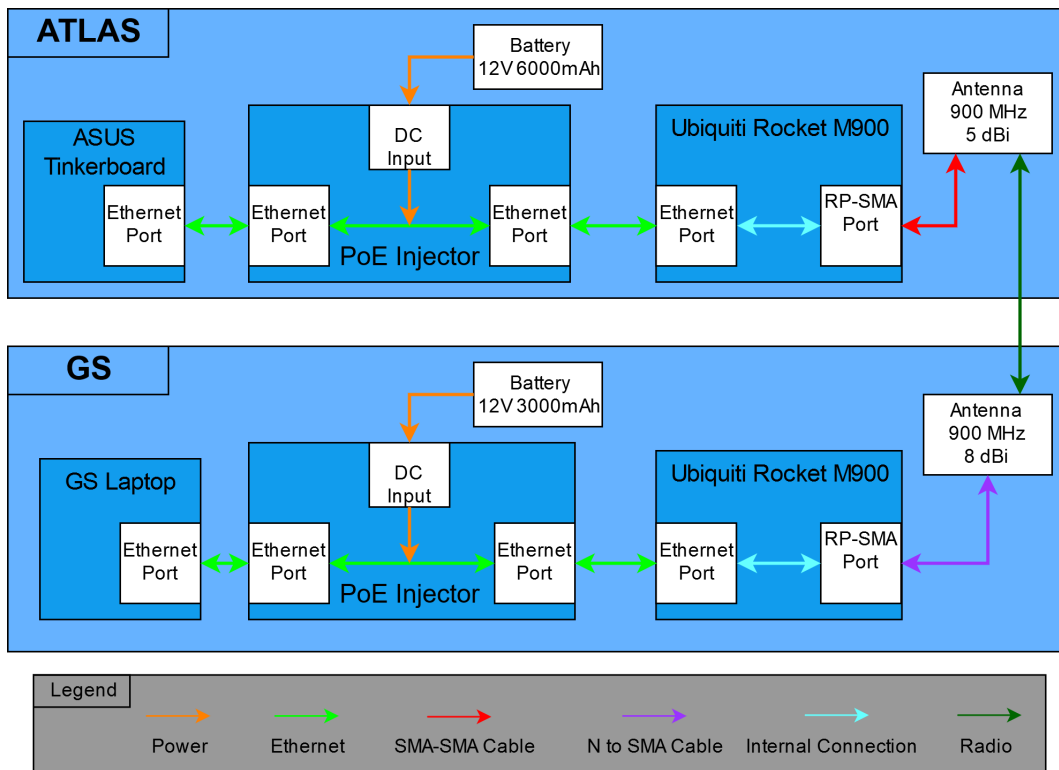 ATLAS
Battery
12V 6000mAh
Antenna
900 MHz
5 dBi
ASUS
Tinkerboard
Ethernet
Port
DC
Input
Ethernet
Port
Ethernet
Port
PoE Injector
Ubiquiti Rocket M900
Ethernet
Port
RP-SMA
Port
GS
Battery
12V 3000mAh
Antenna
900 MHz
8 dBi
GS Laptop
Ethernet
Port
DC
Input
Ethernet
Port
Ethernet
Port
PoE Injector
Ubiquiti Rocket M900
Ethernet
Port
RP-SMA
Port
Legend
Power
Ethernet
SMA-SMA Cable
N to SMA Cable
Internal Connection
Radio